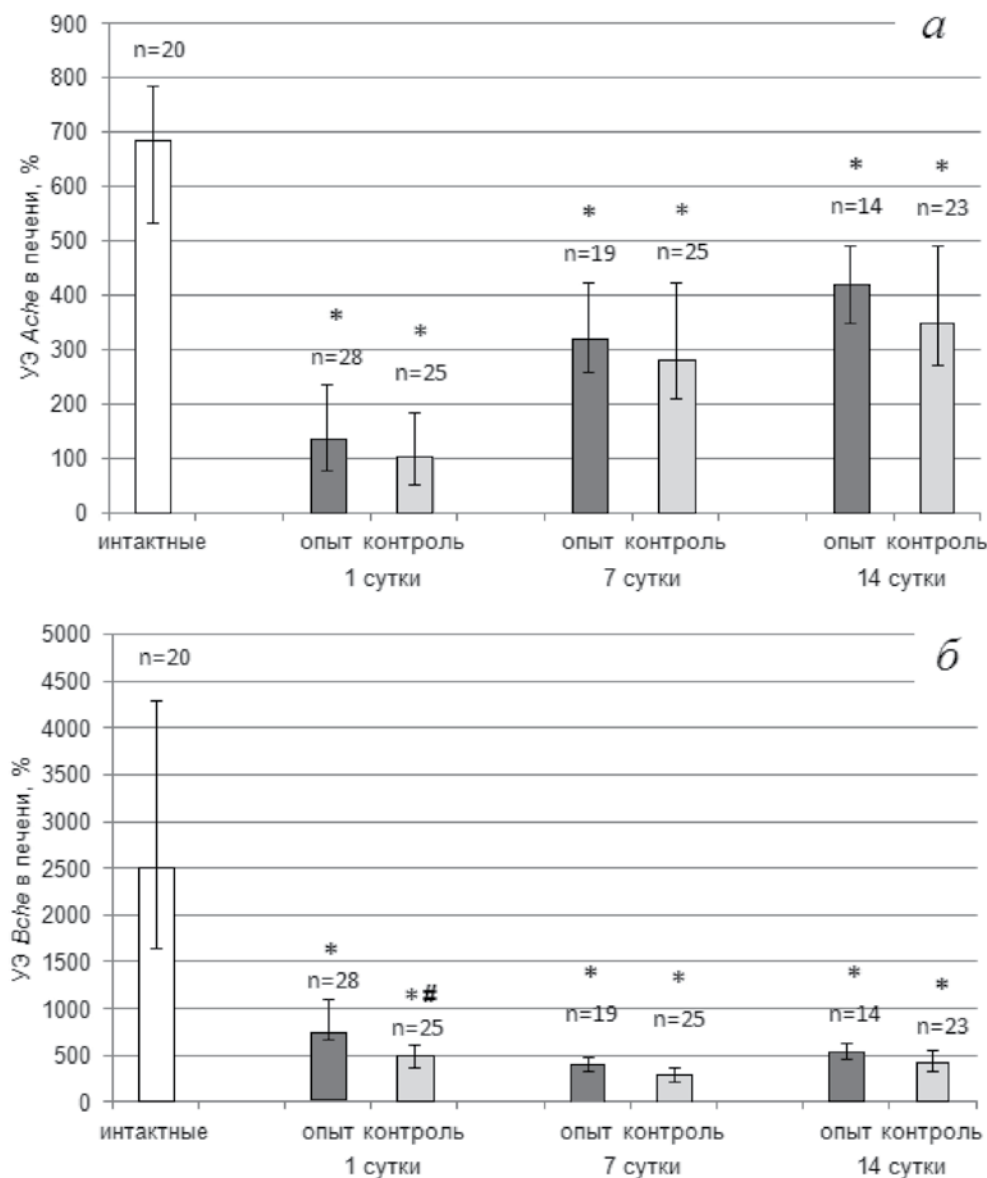 а
УЭ Ache в печени, %
900
800
700
600
500
400
300
200
100
0
n=20
*
n=28
*
n=25
*
n=19
*
n=25
*
n=14
*
n=23
интактные
опыт контроль
опыт контроль
опыт контроль
1 сутки
7 сутки
14 сутки
б
УЭ Bche в печени, %
5000
4500
4000
3500
3000
2500
2000
1500
1000
500
0
n=20
*
n=28
*#
n=25
*
n=19
*
n=25
*
n=14
*
n=23
интактные
опыт контроль
опыт контроль
опыт контроль
1 сутки
7 сутки
14 сутки